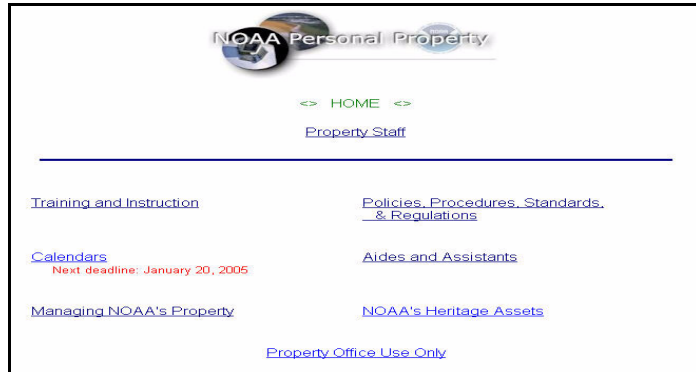 NOAA Personal Property
<> HOME <>
Property Staff
Training and Instruction
Policies, Procedures, Standards,
& Regulations
Calendars
Next deadline: January 20, 2005
Aides and Assistants
Managing NOAA's Property
NOAA's Heritage Assets
Property Office Use Only